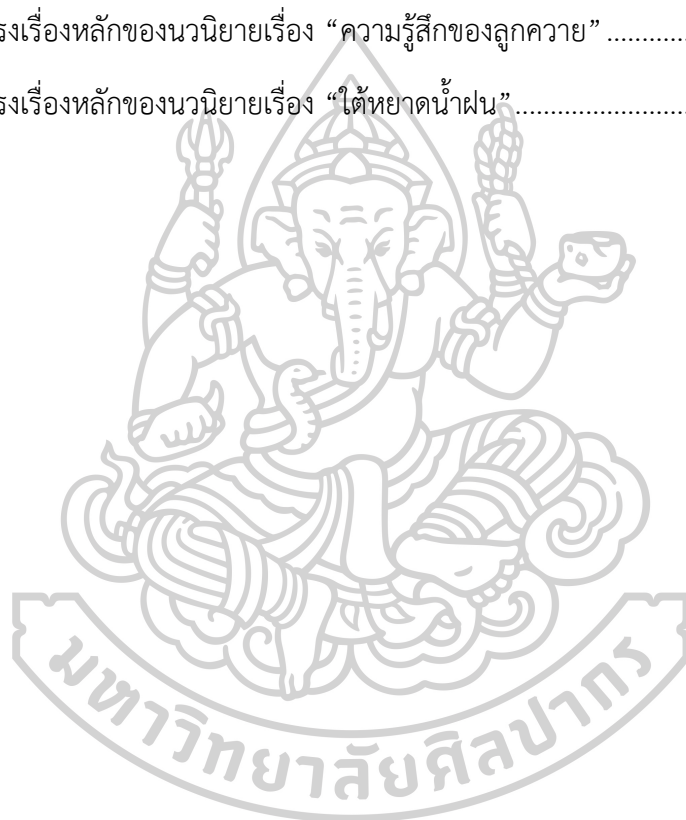 รงเรื่องหลักของนวนิยายเรื่อง “ความรู้สึกของลูกควาย” ............
รงเรื่องหลักของนวนิยายเรื่อง “ใต้หยาดน้ำฝน”.........................
มหาวิทยาลัยศิลปากร